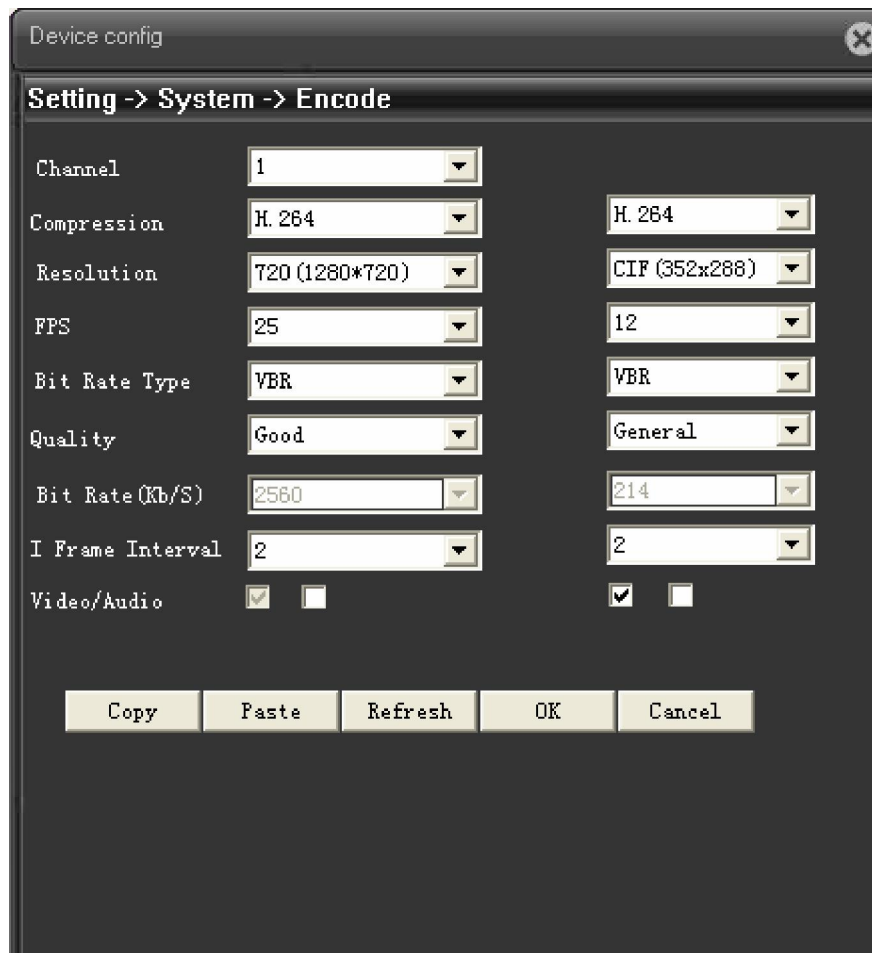 Device config
Setting -> System -> Encode
Channel 1
Compression H.264 H.264
Resolution 720(1280*720) CIF(352x288)
FPS 25 12
Bit Rate Type VBR VBR
Quality Good General
Bit Rate(Kb/S) 2560 214
I Frame Interval 2 2
Video/Audio
Copy Paste Refresh OK Cancel